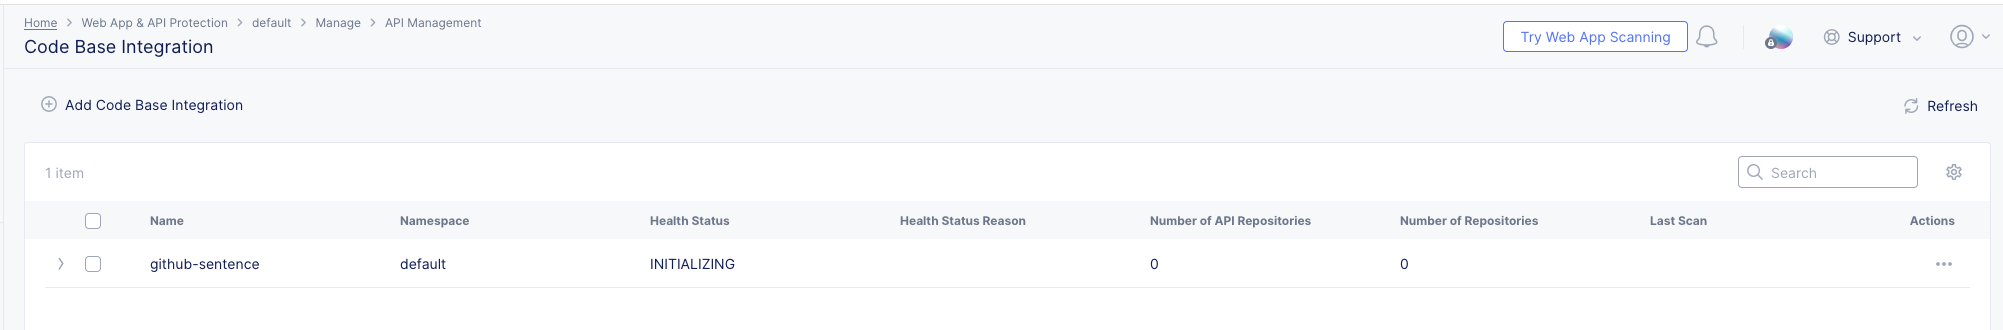 Home > Web App & API Protection > default > Manage > API Management
Code Base Integration
Try Web App Scanning
Support
Add Code Base Integration
Refresh
1 item
Search
Name Namespace Health Status Health Status Reason Number of API Repositories Number of Repositories Last Scan Actions
github-sentence default INITIALIZING 0 0